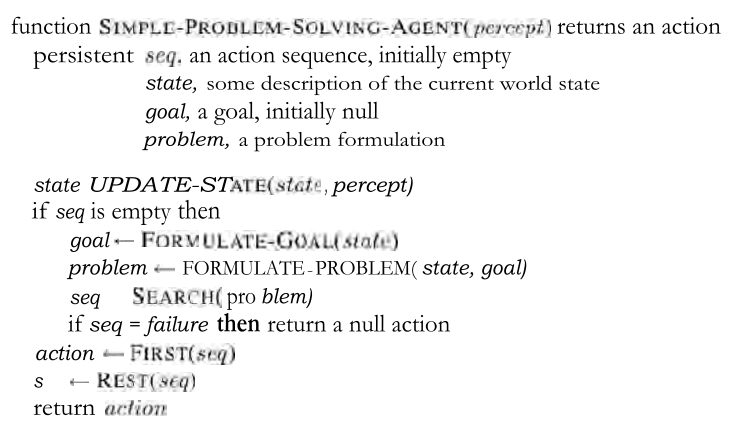 function SIMPLE-PROBLEM-SOLVING-AGENT(percept) returns an action
persistent seq, an action sequence, initially empty
state, some description of the current world state
goal, a goal, initially null
problem, a problem formulation
state UPDATE-STATE(state, percept)
if seq is empty then
goal ← FORMULATE-GOAL(state)
problem ← FORMULATE-PROBLEM( state, goal)
seq SEARCH( pro blem)
if seq = failure then return a null action
action ← FIRST(seq)
s ← REST(seq)
return action